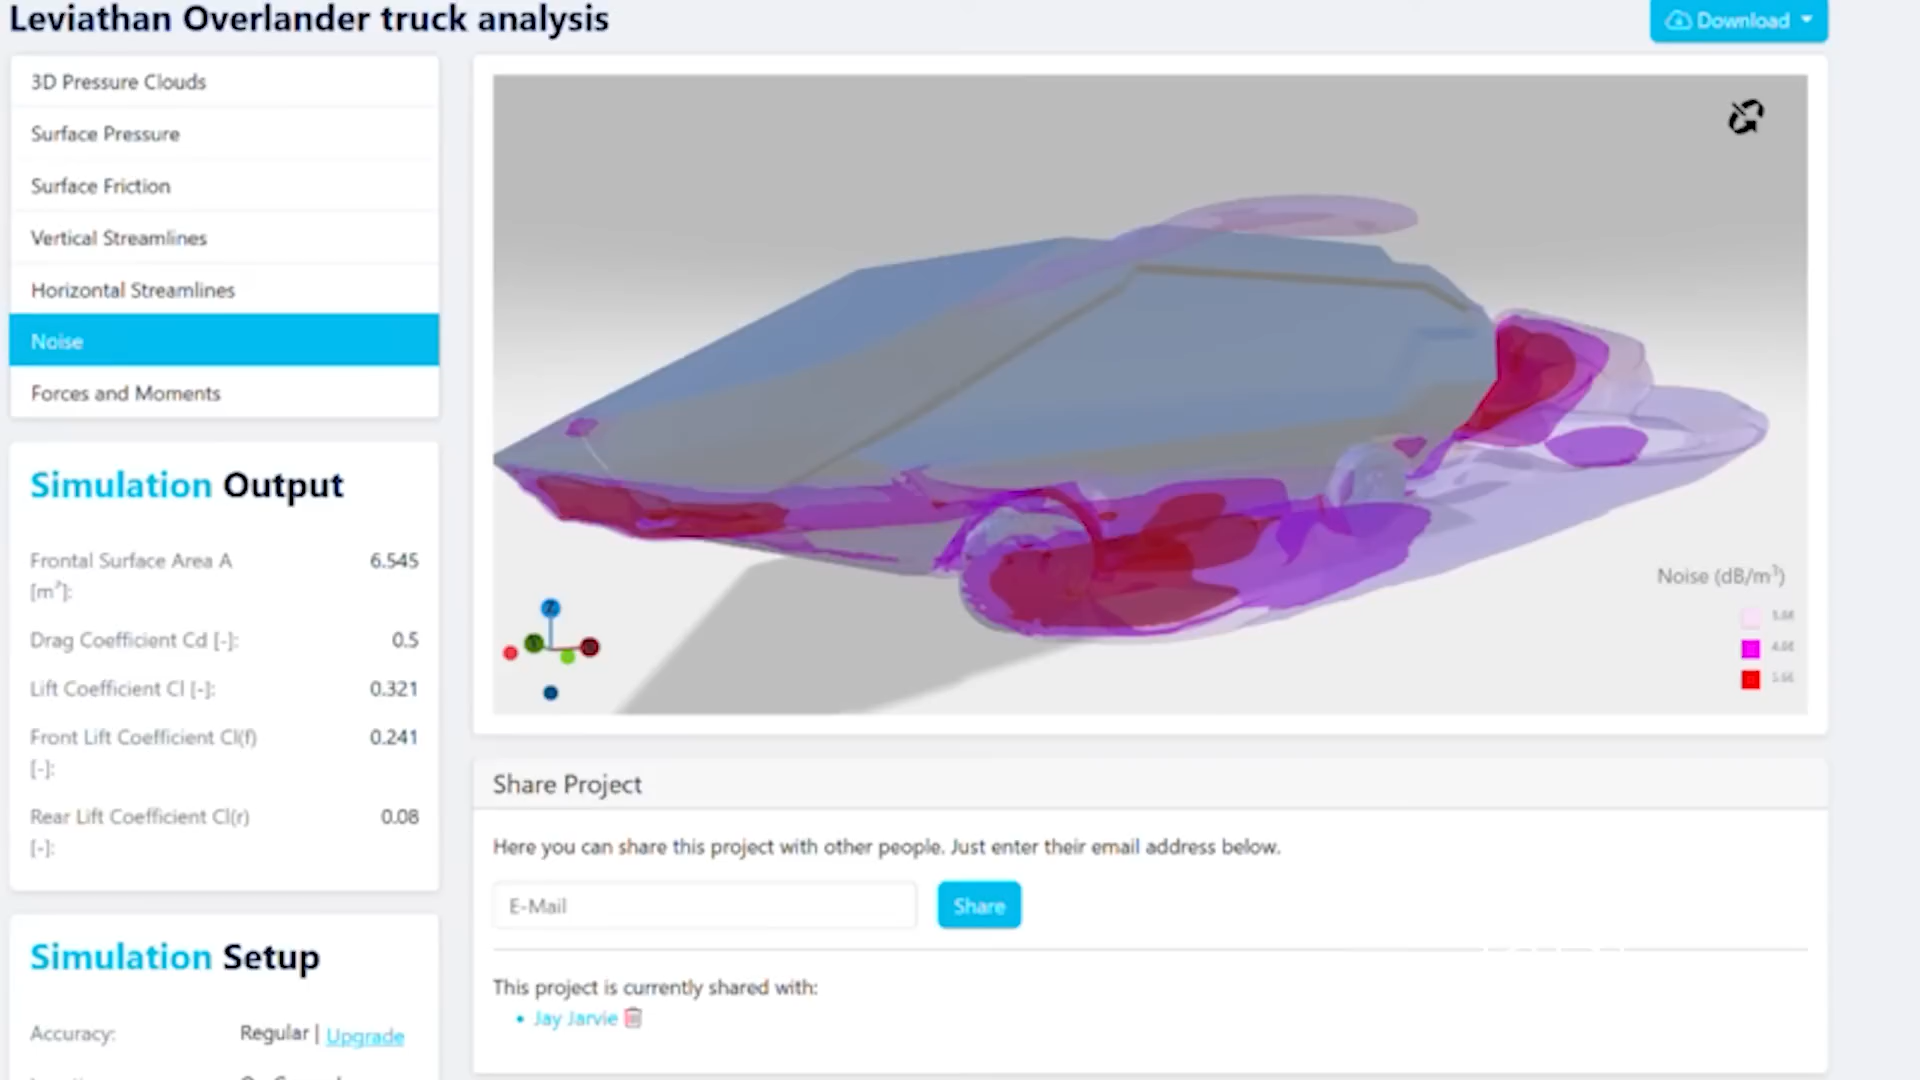 Leviathan Overlander truck analysis
Download
3D Pressure Clouds
Surface Pressure
Surface Friction
Vertical Streamlines
Horizontal Streamlines
Noise
Forces and Moments
Simulation Output
Frontal Surface Area A 6.545
[m²]:
Drag Coefficient Cd [-]: 0.5
Lift Coefficient Cl [-]: 0.321
Front Lift Coefficient Cl(f) 0.241
[-]:
Rear Lift Coefficient Cl(r) 0.08
[-]:
Simulation Setup
Accuracy: Regular | Upgrade
Z
Noise (dB/m³)
Share Project
Here you can share this project with other people. Just enter their email address below.
E-Mail
Share
This project is currently shared with:
• Jay Jarvie